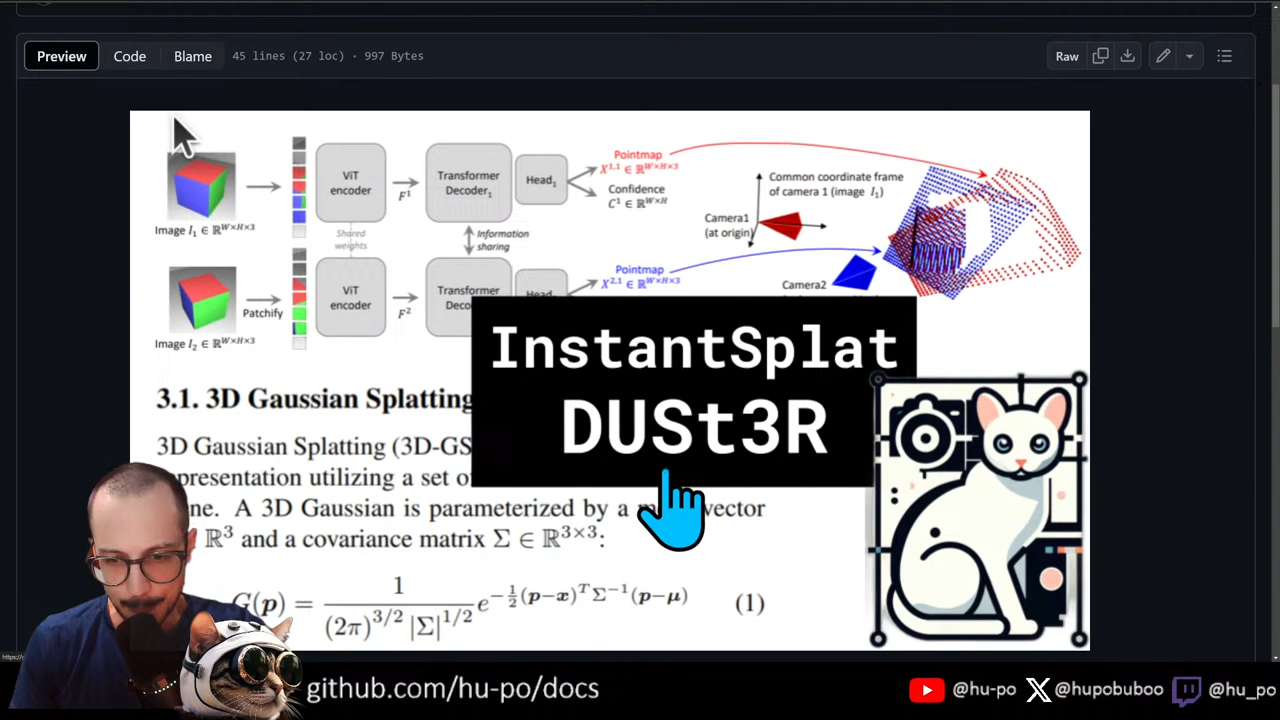 Preview
Code
Blame
45 lines (27 loc) · 997 Bytes
Raw
Image I₁ ∈ ℝ^{W×H×3}
ViT
encoder
F¹
Transformer
Decoder₁
Head₁
Pointmap
X^{1,1} ∈ ℝ^{W×H×3}
Confidence
C¹ ∈ ℝ^{W×H}
Common coordinate frame
of camera 1 (image I₁)
Camera1
(at origin)
Shared
weights
Information
sharing
Image I₂ ∈ ℝ^{W×H×3}
Patchify
ViT
encoder
F²
Transformer
Head
Pointmap
X^{2,1} ∈ ℝ^{W×H×3}
Camera2
InstantSplat
DUSt3R
3.1. 3D Gaussian Splatting
3D Gaussian Splatting (3D-GS
representation utilizing a set of
ne. A 3D Gaussian is parameterized by a vector
ℝ³ and a covariance matrix Σ ∈ ℝ^{3×3}:
G(p) = 1 / ((2π)^{3/2} |Σ|^{1/2}) e^{-½(p−x)^T Σ^{−1}(p−μ)} (1)
github.com/hu-po/docs
@hu-po
@hupobuboo
@hu_po